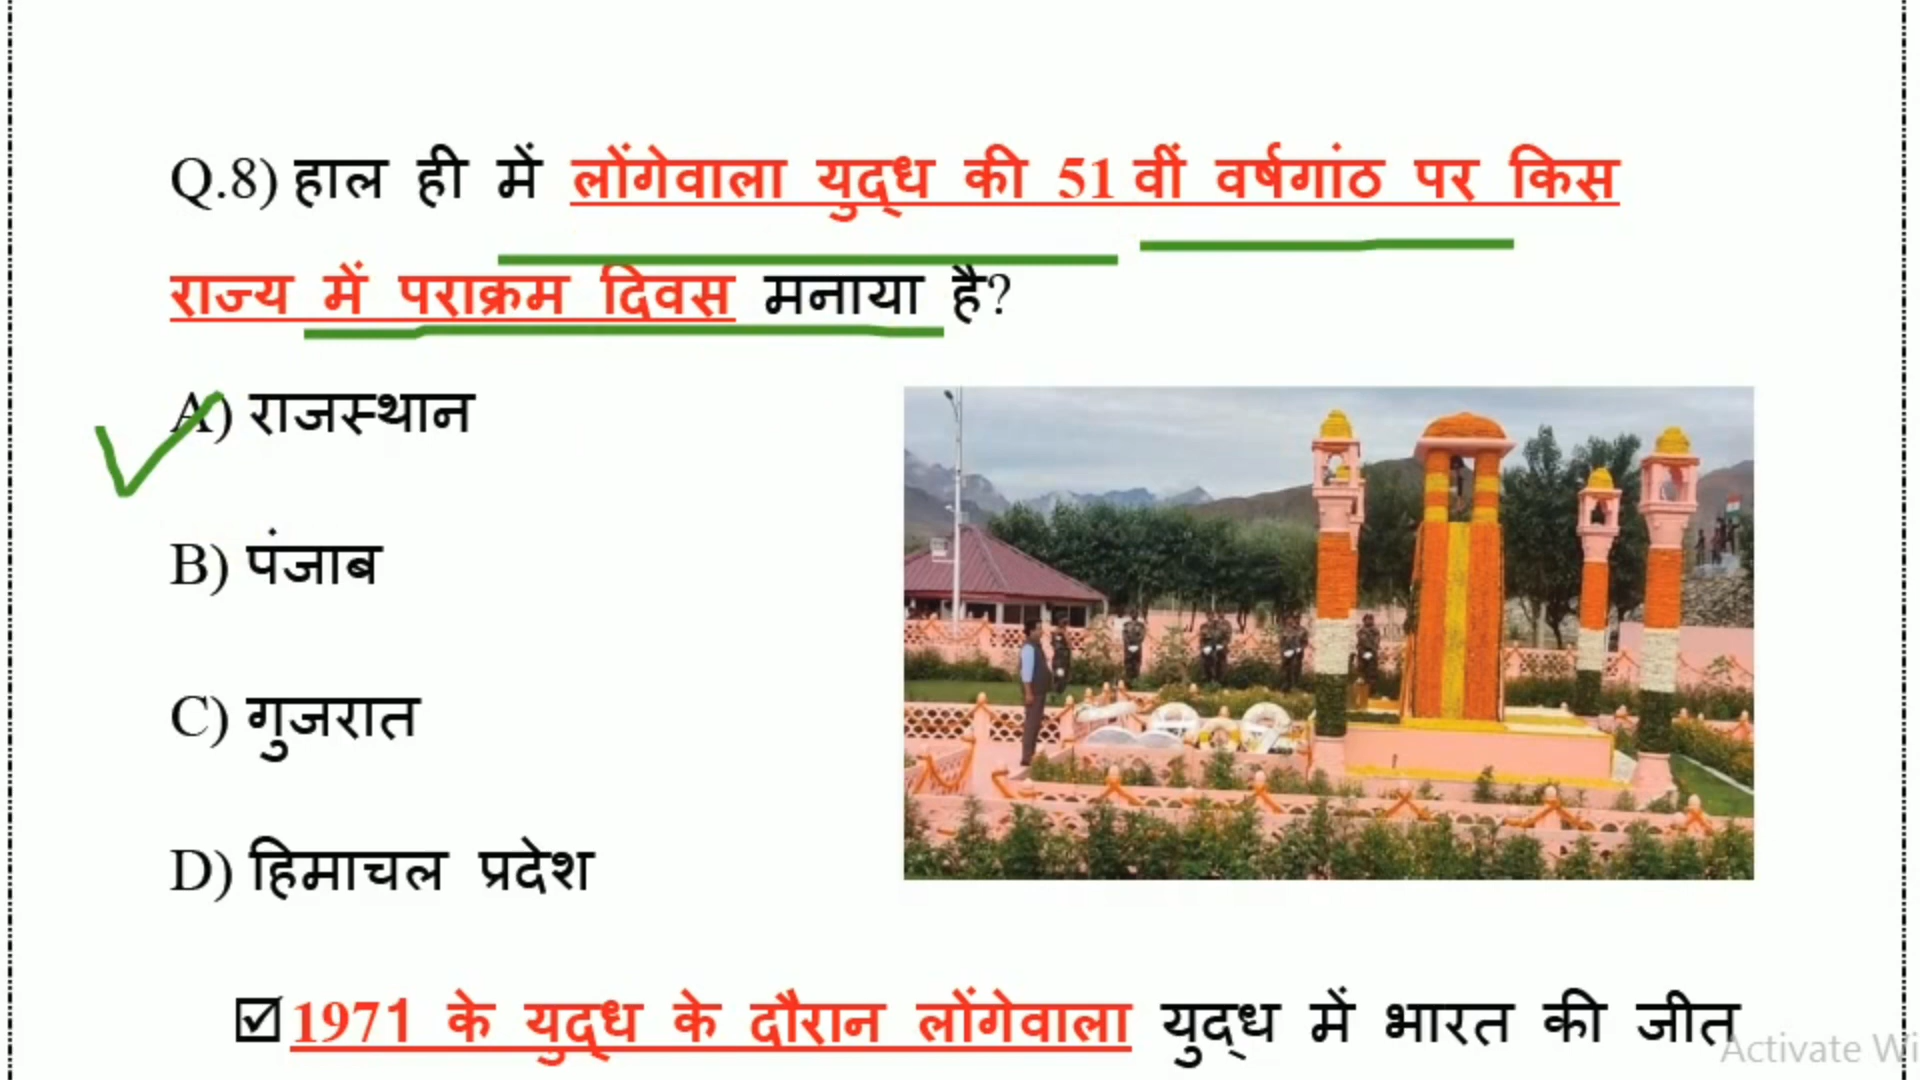 Q.8) हाल ही में लोंगेवाला युद्ध की 51 वीं वर्षगांठ पर किस
राज्य में पराक्रम दिवस मनाया है?
A) राजस्थान
B) पंजाब
C) गुजरात
D) हिमाचल प्रदेश
☑ 1971 के युद्ध के दौरान लोंगेवाला युद्ध में भारत की जीत
Activate Wi